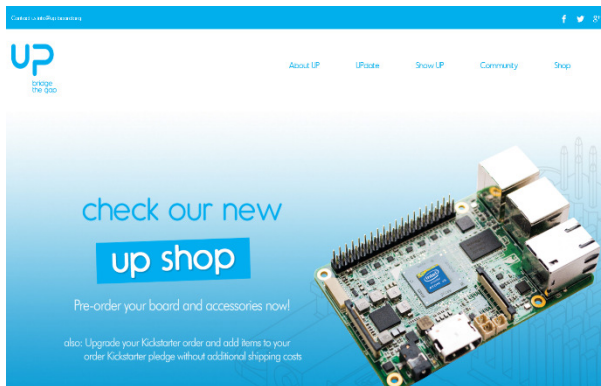 UP
bridge
the gap
About UP UPdate Show UP Community Shop
check our new
up shop
Pre-order your board and accessories now!
also: Upgrade your Kickstarter order and add items to your
order Kickstarter pledge without additional shipping costs